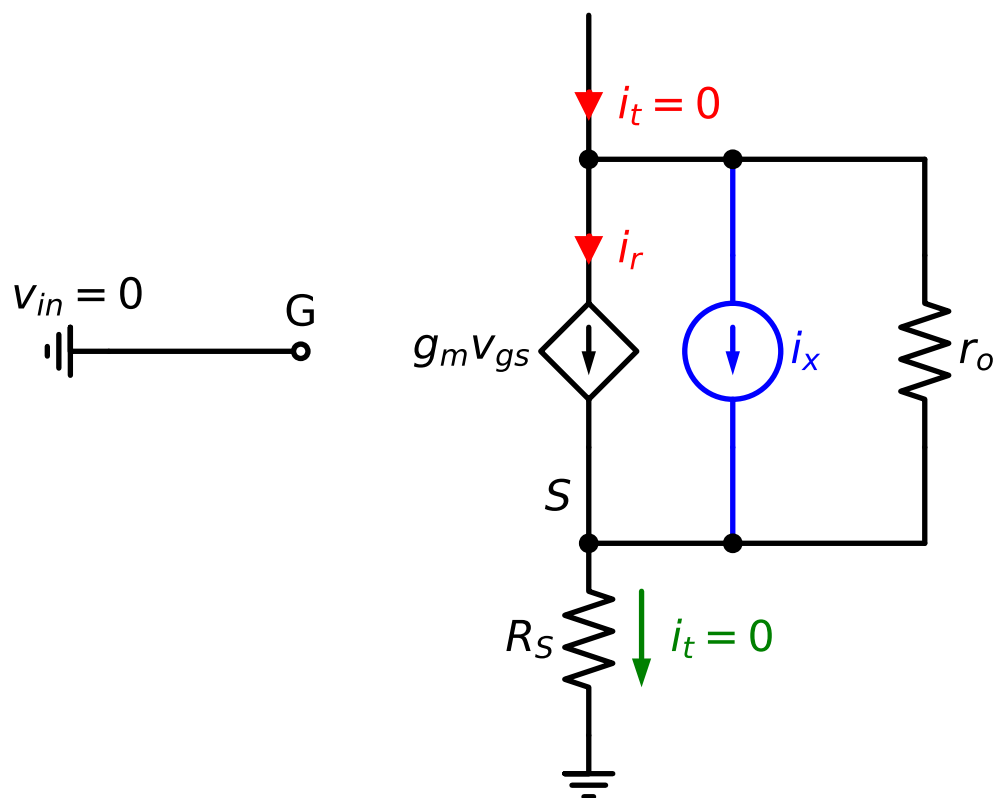 i_t = 0
i_r
v_in = 0
G
g_m v_gs
i_x
r_o
S
R_S
i_t = 0